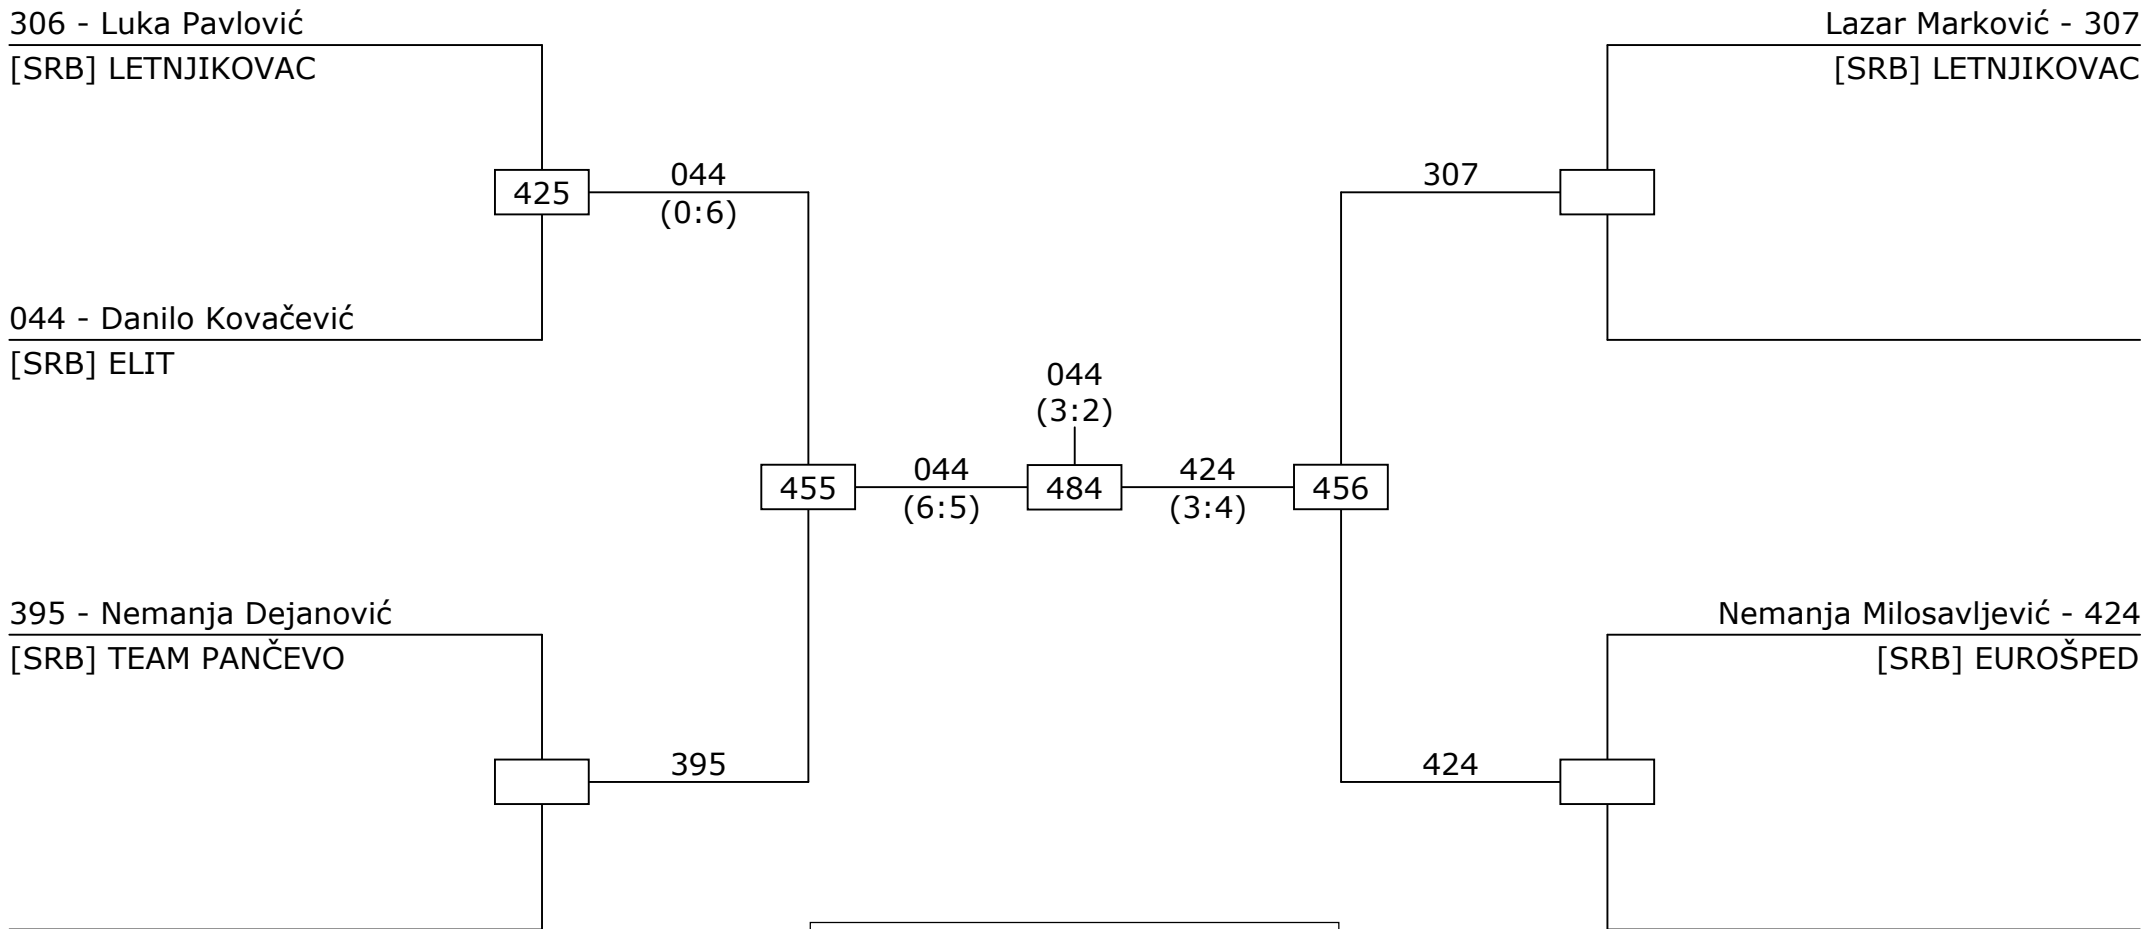 306 - Luka Pavlović
[SRB] LETNJIKOVAC
Lazar Marković - 307
[SRB] LETNJIKOVAC
425
044
(0:6)
307
044 - Danilo Kovačević
[SRB] ELIT
044
(3:2)
455
044
(6:5)
484
424
(3:4)
456
395 - Nemanja Dejanović
[SRB] TEAM PANČEVO
Nemanja Milosavljević - 424
[SRB] EUROŠPED
395
424